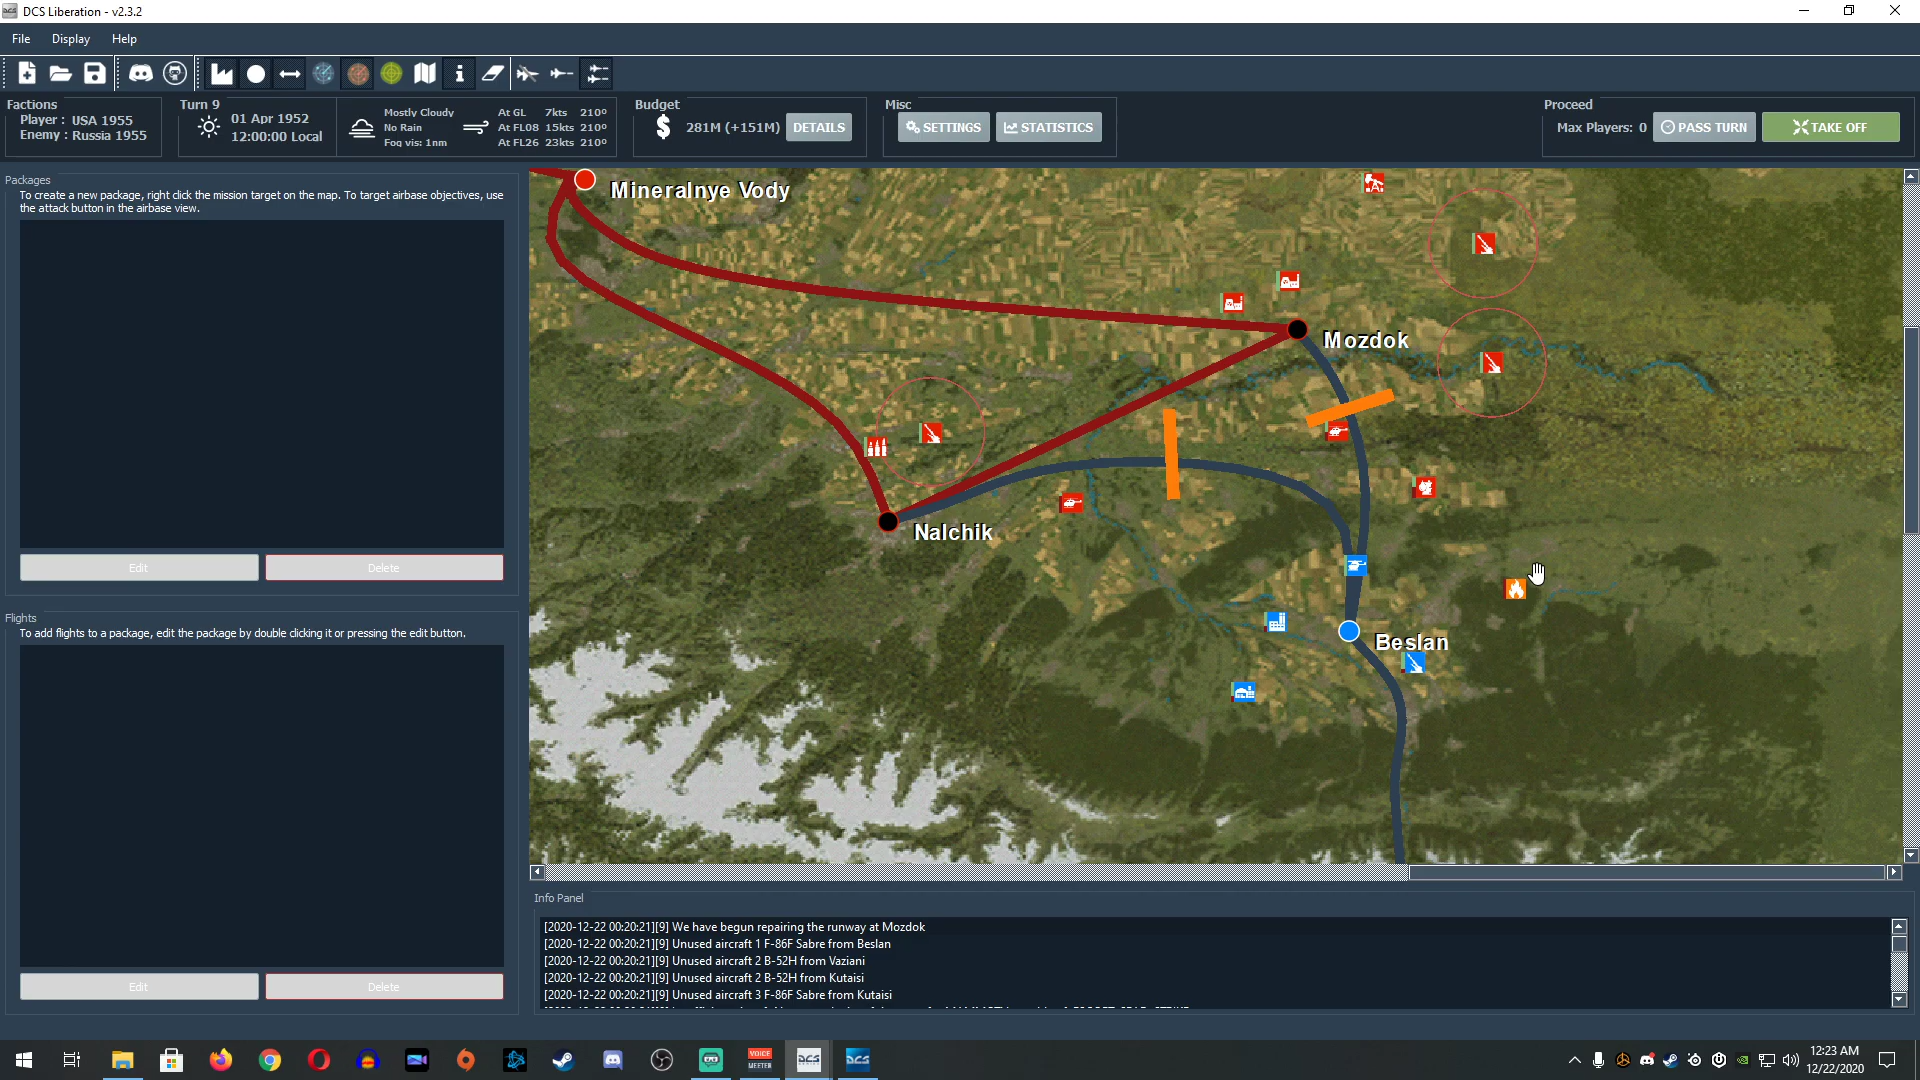 DCS Liberation - v2.3.2
File Display Help
Factions
Player : USA 1955
Enemy : Russia 1955
Turn 9
01 Apr 1952
12:00:00 Local
Mostly Cloudy
No Rain
Fog vis: 1nm
At GL 7kts 210º
At FL08 15kts 210º
At FL26 23kts 210º
Budget
$ 281M (+151M) DETAILS
Misc
SETTINGS STATISTICS
Proceed
Max Players: 0 PASS TURN TAKE OFF
Packages
To create a new package, right click the mission target on the map. To target airbase objectives, use
the attack button in the airbase view.
Edit Delete
Flights
To add flights to a package, edit the package by double clicking it or pressing the edit button.
Edit Delete
Mineralnye Vody
Mozdok
Nalchik
Beslan
Info Panel
[2020-12-22 00:20:21][9] We have begun repairing the runway at Mozdok
[2020-12-22 00:20:21][9] Unused aircraft 1 F-86F Sabre from Beslan
[2020-12-22 00:20:21][9] Unused aircraft 2 B-52H from Vaziani
[2020-12-22 00:20:21][9] Unused aircraft 2 B-52H from Kutaisi
[2020-12-22 00:20:21][9] Unused aircraft 3 F-86F Sabre from Kutaisi
VOICE
MEETER
DCS
DCS
12:23 AM
12/22/2020